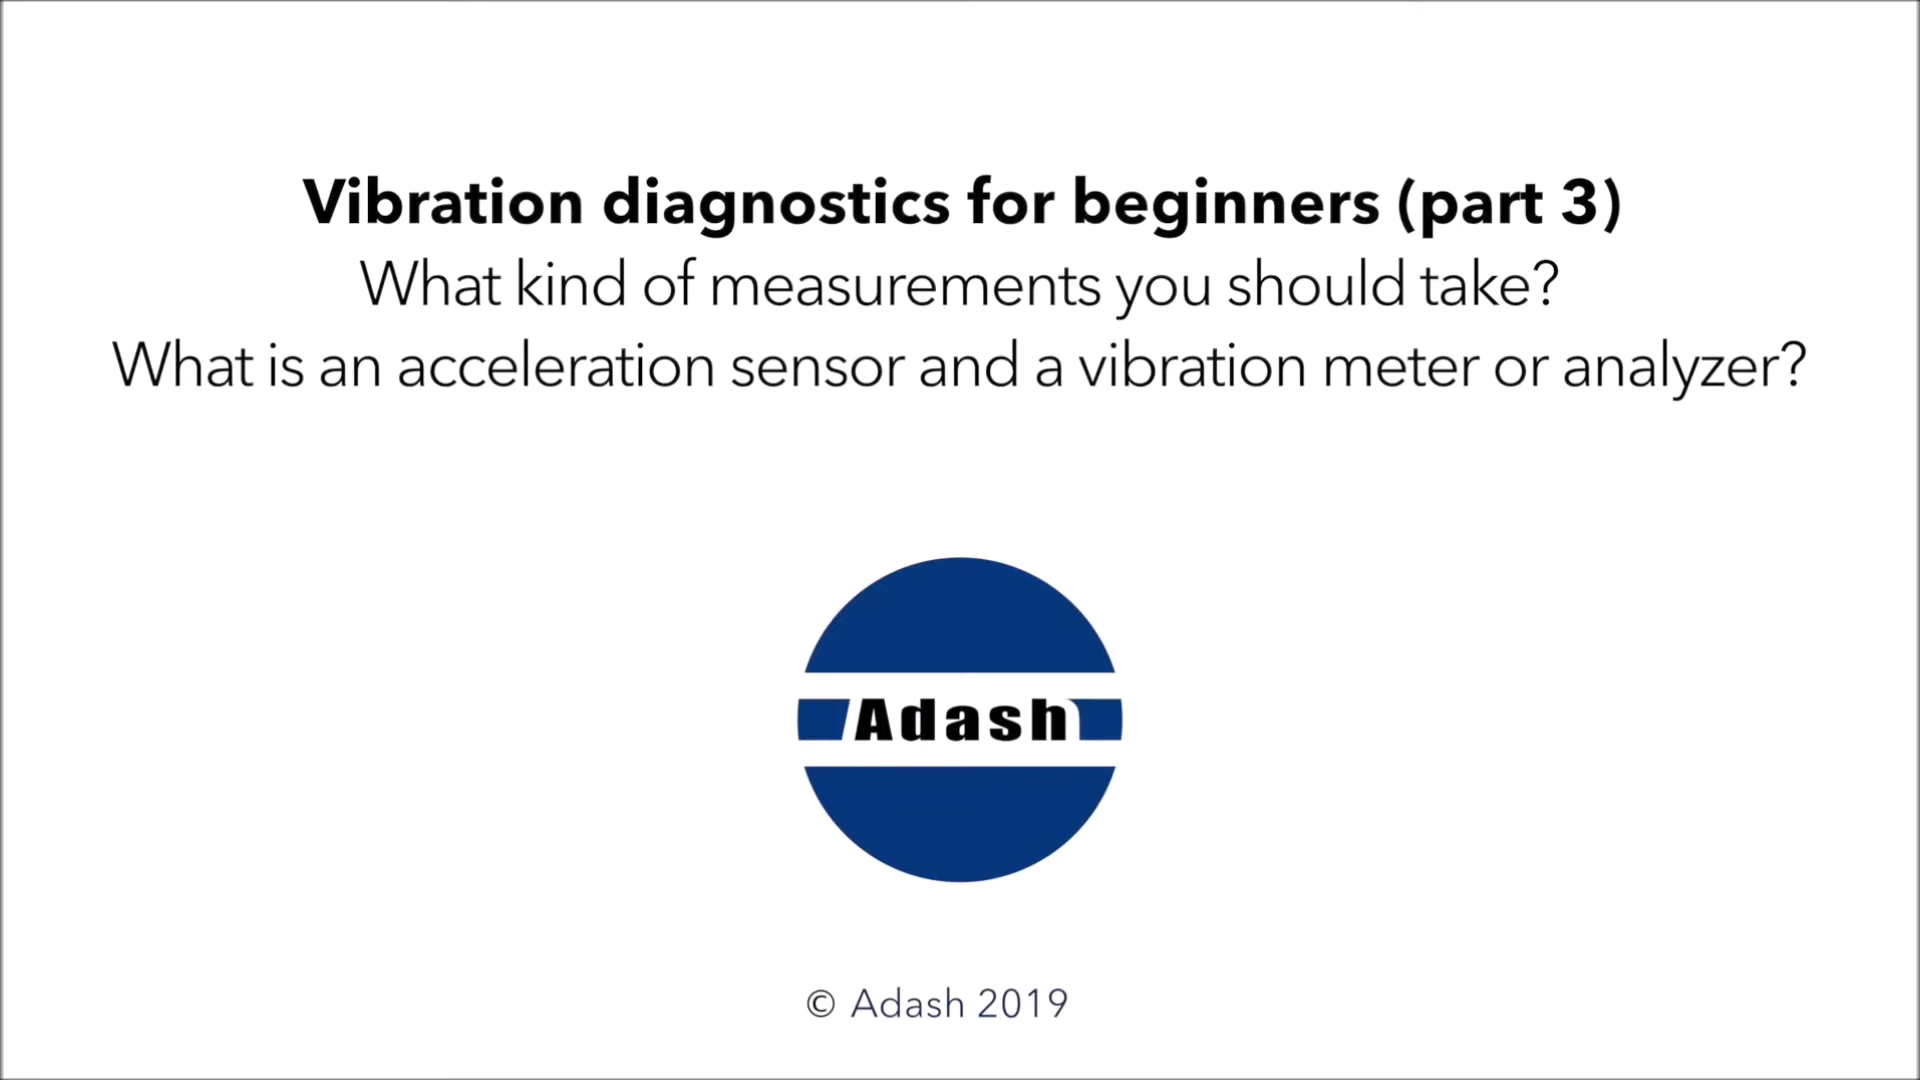 Vibration diagnostics for beginners (part 3)
What kind of measurements you should take?
What is an acceleration sensor and a vibration meter or analyzer?
Adash
© Adash 2019